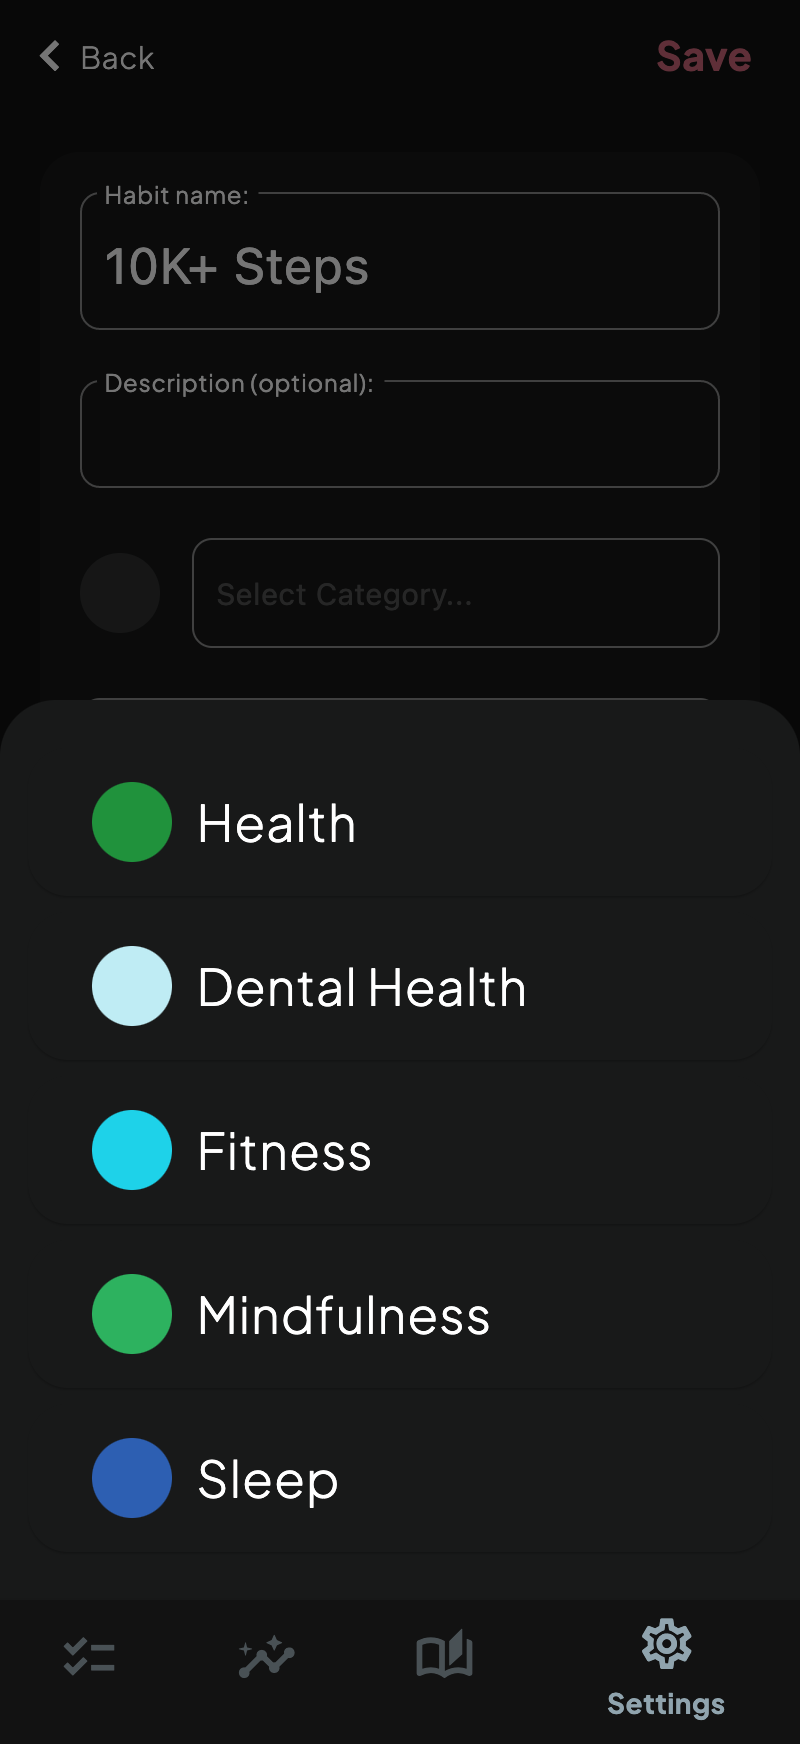 Back
Save
Habit name:
10K+ Steps
Description (optional):
Select Category...
Health
Dental Health
Fitness
Mindfulness
Sleep
Settings